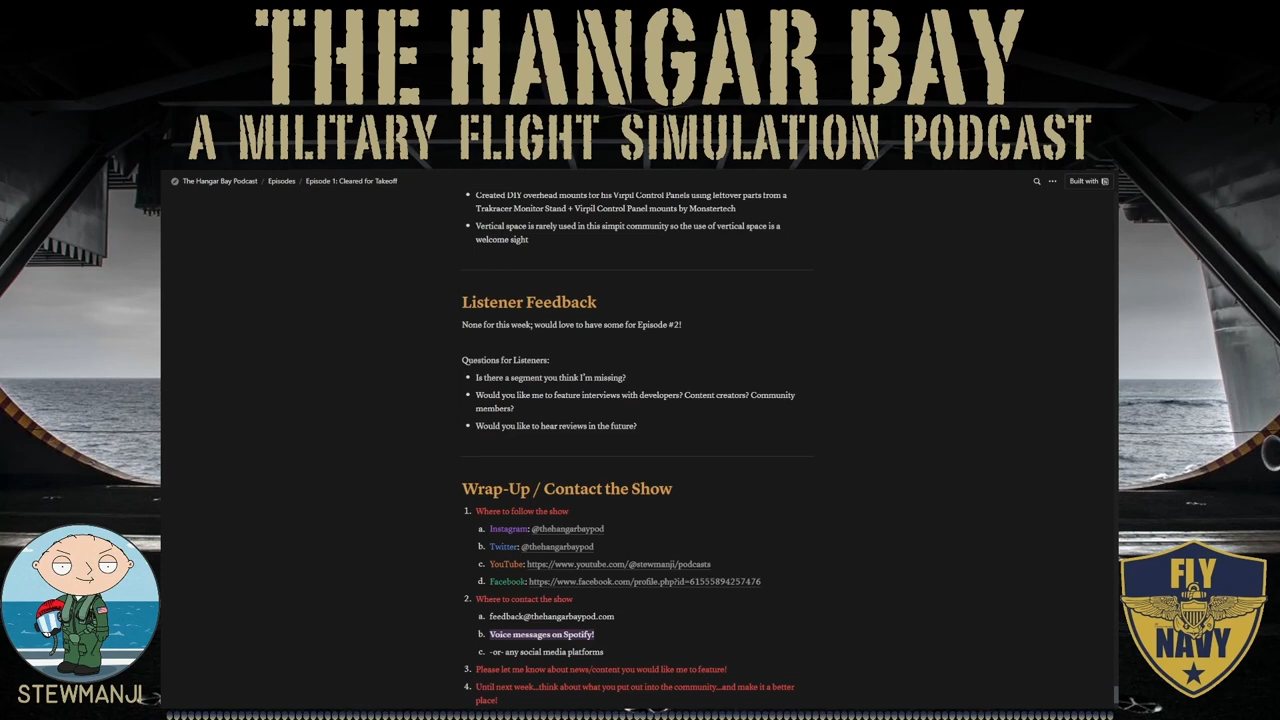 THE HANGAR BAY
A MILITARY FLIGHT SIMULATION PODCAST
The Hangar Bay Podcast / Episodes / Episode 1: Cleared for Takeoff
Built with
• Created DIY overhead mounts for his Virpil Control Panels using leftover parts from a
Trakracer Monitor Stand + Virpil Control Panel mounts by Monstertech
• Vertical space is rarely used in this simpit community so the use of vertical space is a
welcome sight
Listener Feedback
None for this week; would love to have some for Episode #2!
Questions for Listeners:
• Is there a segment you think I'm missing?
• Would you like me to feature interviews with developers? Content creators? Community
members?
• Would you like to hear reviews in the future?
Wrap-Up / Contact the Show
1. Where to follow the show
a. Instagram: @thehangarbaypod
b. Twitter: @thehangarbaypod
c. YouTube: https://www.youtube.com/@stewmanji/podcasts
d. Facebook: https://www.facebook.com/profile.php?id=61555894257476
2. Where to contact the show
a. feedback@thehangarbaypod.com
b. Voice messages on Spotify!
c. -or- any social media platforms
3. Please let me know about news/content you would like me to feature!
4. Until next week...think about what you put out into the community...and make it a better
place!
STEWMANJI
FLY
NAVY